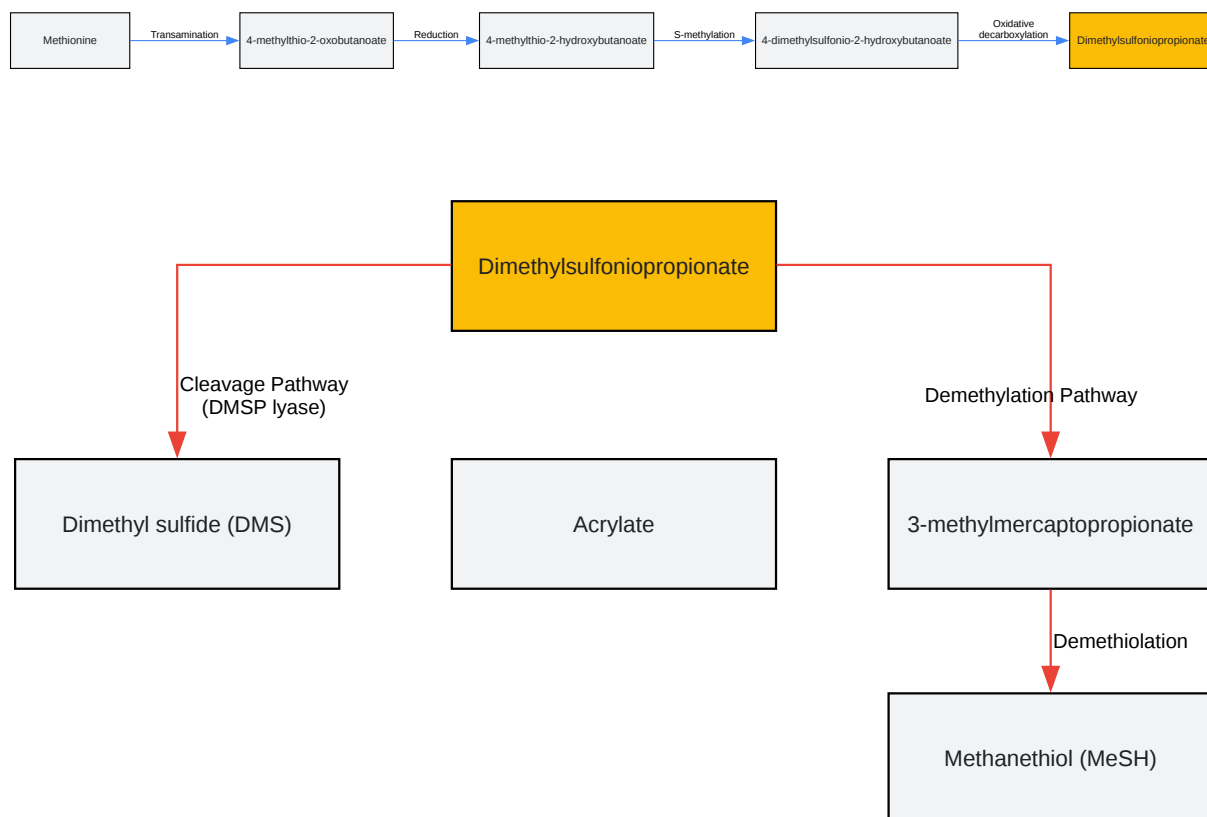 Methionine
Transamination
4-methylthio-2-oxobutanoate
Reduction
4-methylthio-2-hydroxybutanoate
S-methylation
4-dimethylsulfonio-2-hydroxybutanoate
Oxidative
decarboxylation
Dimethylsulfoniopropionate
Dimethylsulfoniopropionate
Cleavage Pathway
(DMSP lyase)
Demethylation Pathway
Dimethyl sulfide (DMS)
Acrylate
3-methylmercaptopropionate
Demethiolation
Methanethiol (MeSH)